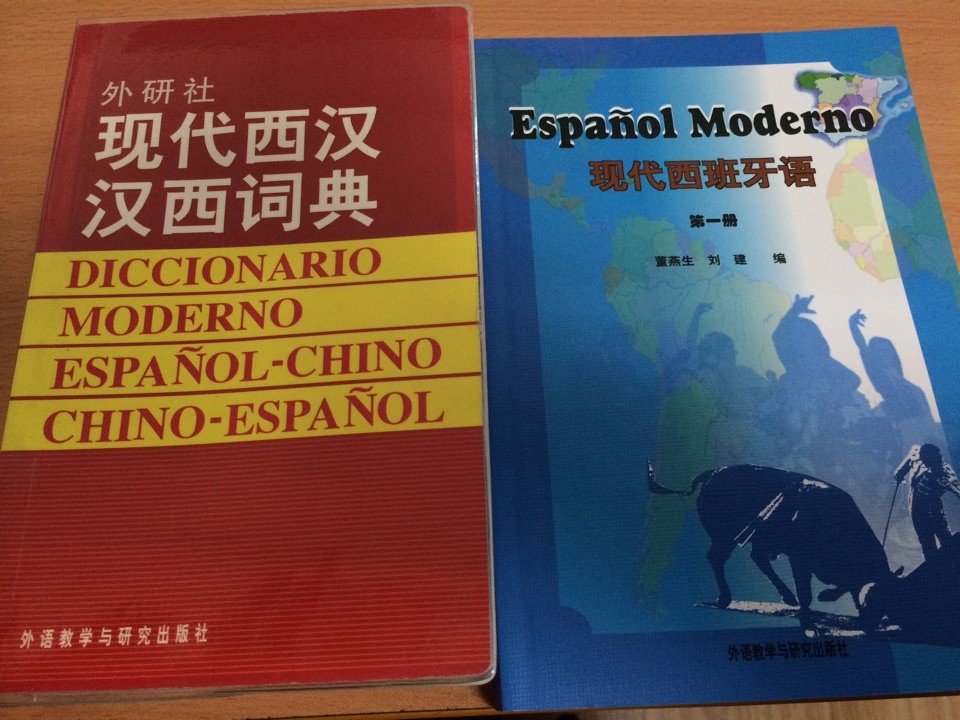 外研社
现代西汉
汉西词典
DICCIONARIO
MODERNO
ESPAÑOL-CHINO
CHINO-ESPAÑOL
外语教学与研究出版社
Español Moderno
现代西班牙语
第一册
董燕生 刘 建 编
外语教学与研究出版社